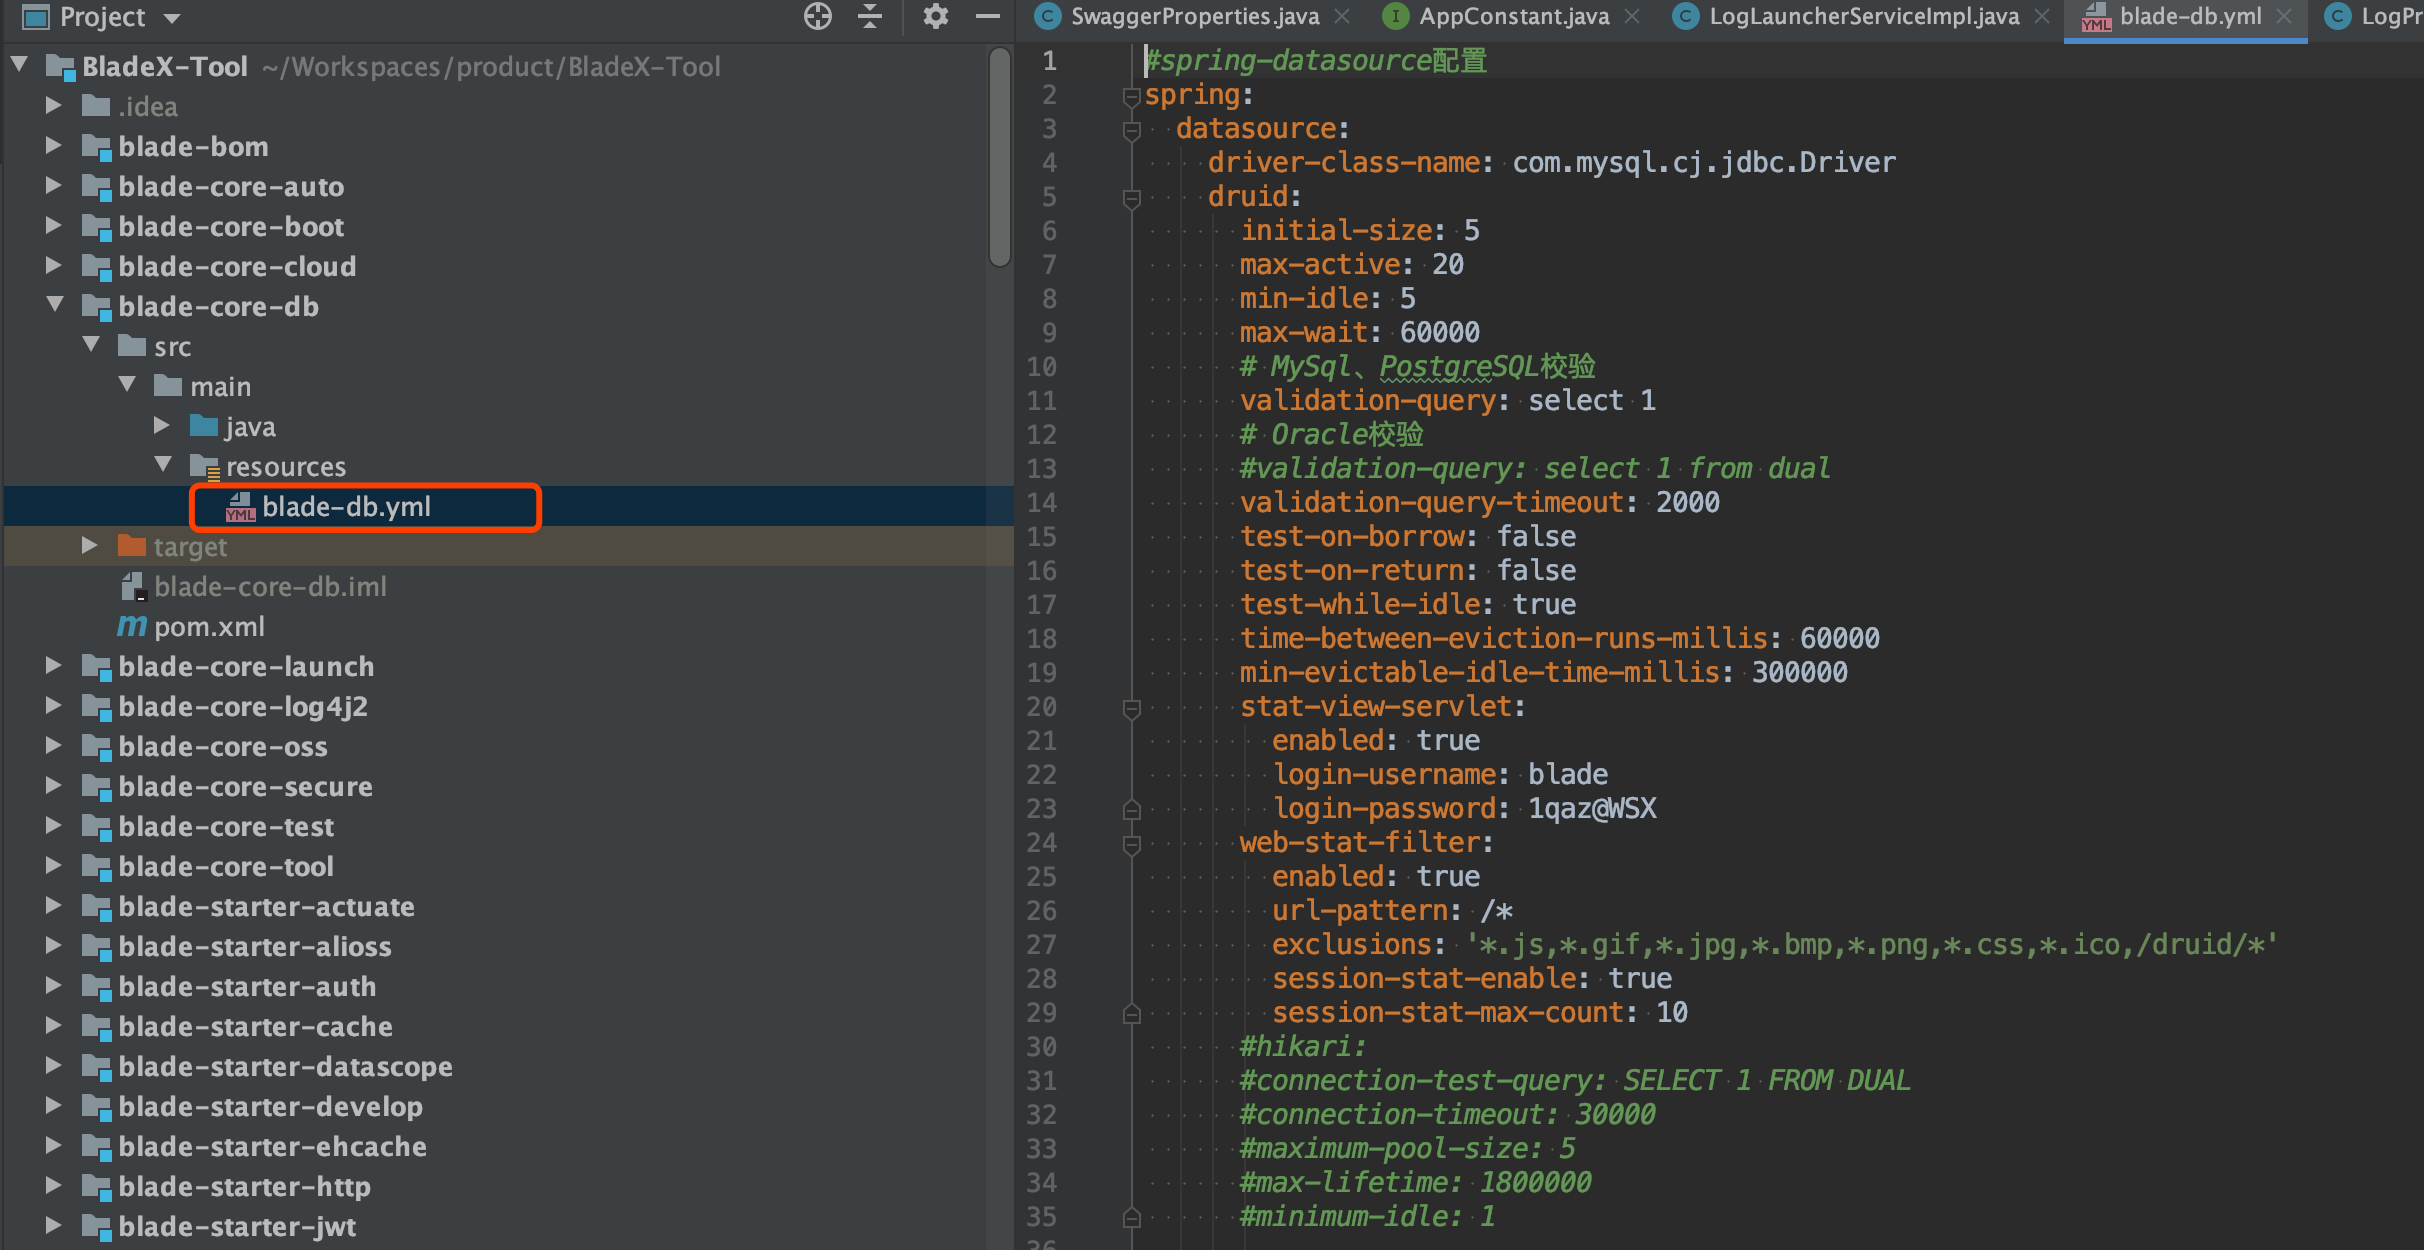 Project
BladeX-Tool ~/Workspaces/product/BladeX-Tool
.idea
blade-bom
blade-core-auto
blade-core-boot
blade-core-cloud
blade-core-db
src
main
java
resources
YML blade-db.yml
target
blade-core-db.iml
m pom.xml
blade-core-launch
blade-core-log4j2
blade-core-oss
blade-core-secure
blade-core-test
blade-core-tool
blade-starter-actuate
blade-starter-alioss
blade-starter-auth
blade-starter-cache
blade-starter-datascope
blade-starter-develop
blade-starter-ehcache
blade-starter-http
blade-starter-jwt
C SwaggerProperties.java I AppConstant.java C LogLauncherServiceImpl.java YML blade-db.yml C LogPr
1 #spring-datasource配置
2 spring:
3 datasource:
4 driver-class-name: com.mysql.cj.jdbc.Driver
5 druid:
6 initial-size: 5
7 max-active: 20
8 min-idle: 5
9 max-wait: 60000
10 # MySql、PostgreSQL校验
11 validation-query: select 1
12 # Oracle校验
13 #validation-query: select 1 from dual
14 validation-query-timeout: 2000
15 test-on-borrow: false
16 test-on-return: false
17 test-while-idle: true
18 time-between-eviction-runs-millis: 60000
19 min-evictable-idle-time-millis: 300000
20 stat-view-servlet:
21 enabled: true
22 login-username: blade
23 login-password: 1qaz@WSX
24 web-stat-filter:
25 enabled: true
26 url-pattern: /*
27 exclusions: '*.js,*.gif,*.jpg,*.bmp,*.png,*.css,*.ico,/druid/*'
28 session-stat-enable: true
29 session-stat-max-count: 10
30 #hikari:
31 #connection-test-query: SELECT 1 FROM DUAL
32 #connection-timeout: 30000
33 #maximum-pool-size: 5
34 #max-lifetime: 1800000
35 #minimum-idle: 1
36